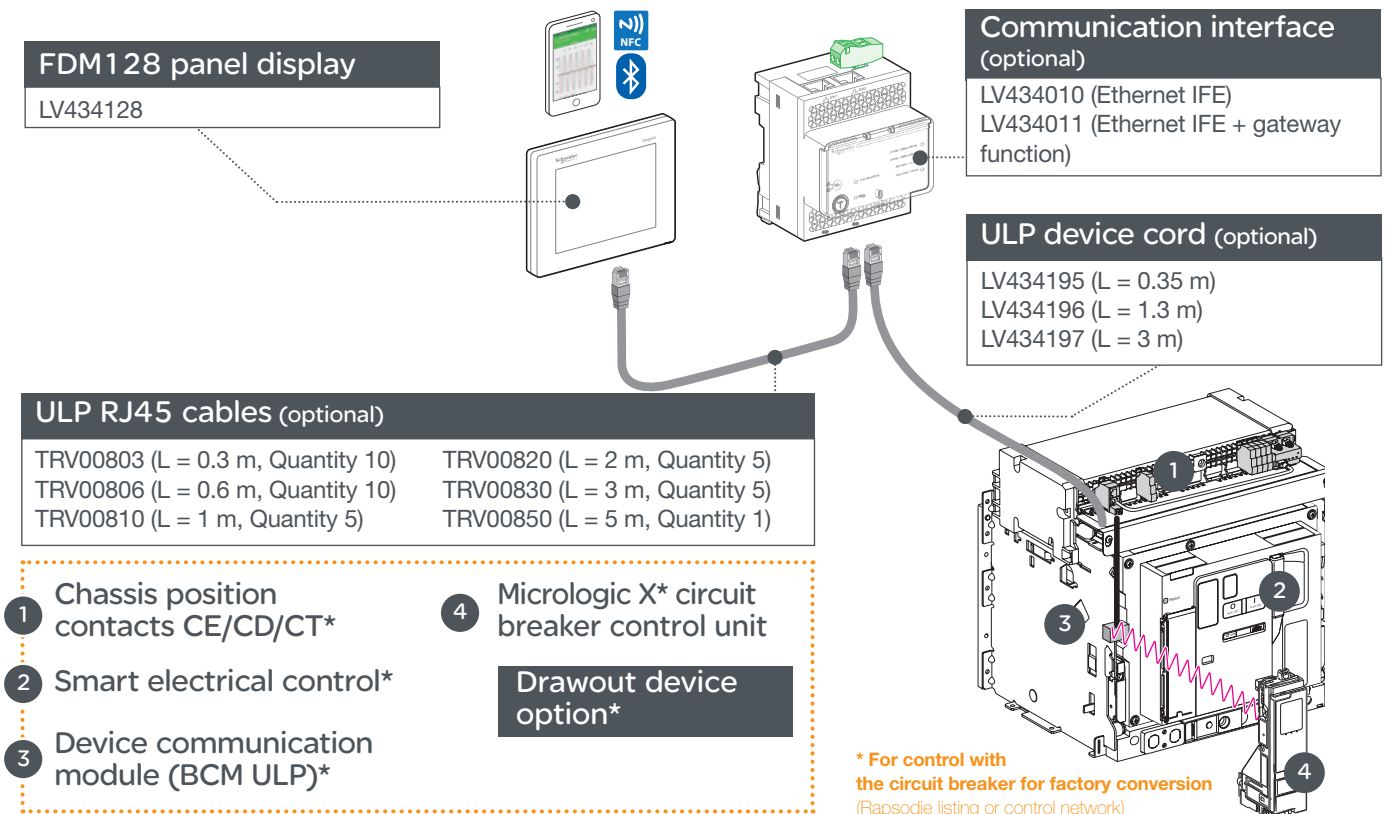 NFC
FDM128 panel display
LV434128
Communication interface
(optional)
LV434010 (Ethernet IFE)
LV434011 (Ethernet IFE + gateway
function)
Schneider
ULP device cord (optional)
LV434195 (L = 0.35 m)
LV434196 (L = 1.3 m)
LV434197 (L = 3 m)
ULP RJ45 cables (optional)
TRV00803 (L = 0.3 m, Quantity 10)
TRV00806 (L = 0.6 m, Quantity 10)
TRV00810 (L = 1 m, Quantity 5)
TRV00820 (L = 2 m, Quantity 5)
TRV00830 (L = 3 m, Quantity 5)
TRV00850 (L = 5 m, Quantity 1)
1
2
3
4
1 Chassis position
contacts CE/CD/CT*
2 Smart electrical control*
3 Device communication
module (BCM ULP)*
4 Micrologic X* circuit
breaker control unit
Drawout device
option*
* For control with
the circuit breaker for factory conversion
(Rapsodie listing or control network)